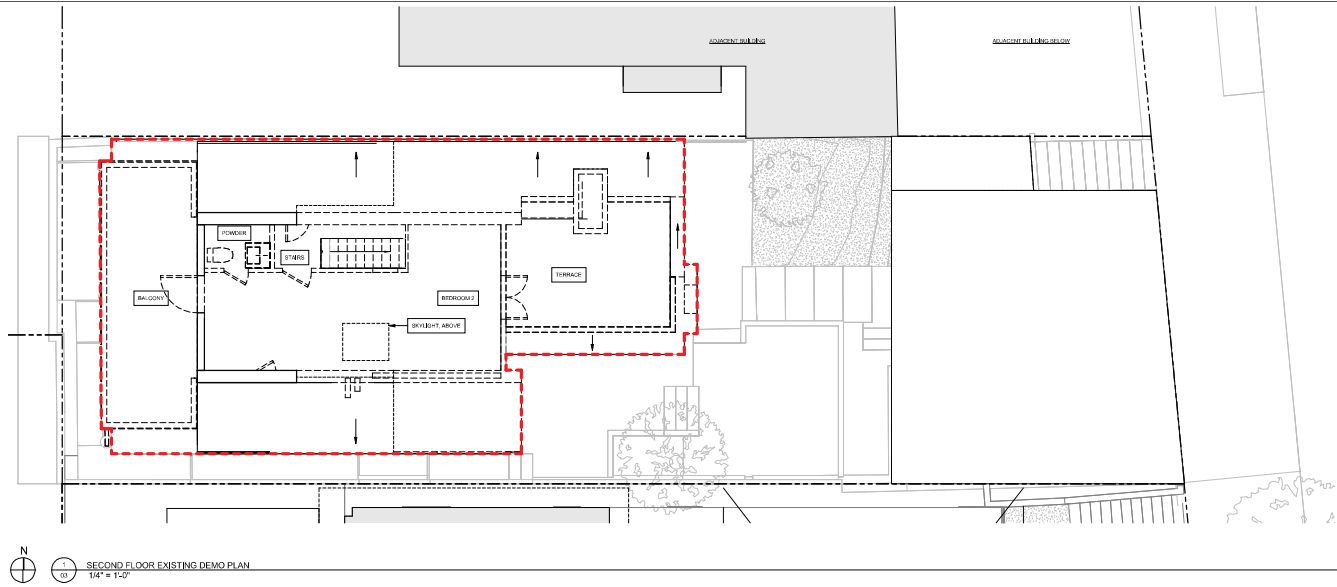 ADJACENT BUILDING
ADJACENT BUILDING BELOW
POWDER
STAIRS
TERRACE
BALCONY
BEDROOM 2
SKYLIGHT, ABOVE
N
1
03
SECOND FLOOR EXISTING DEMO PLAN
1/4" = 1'-0"